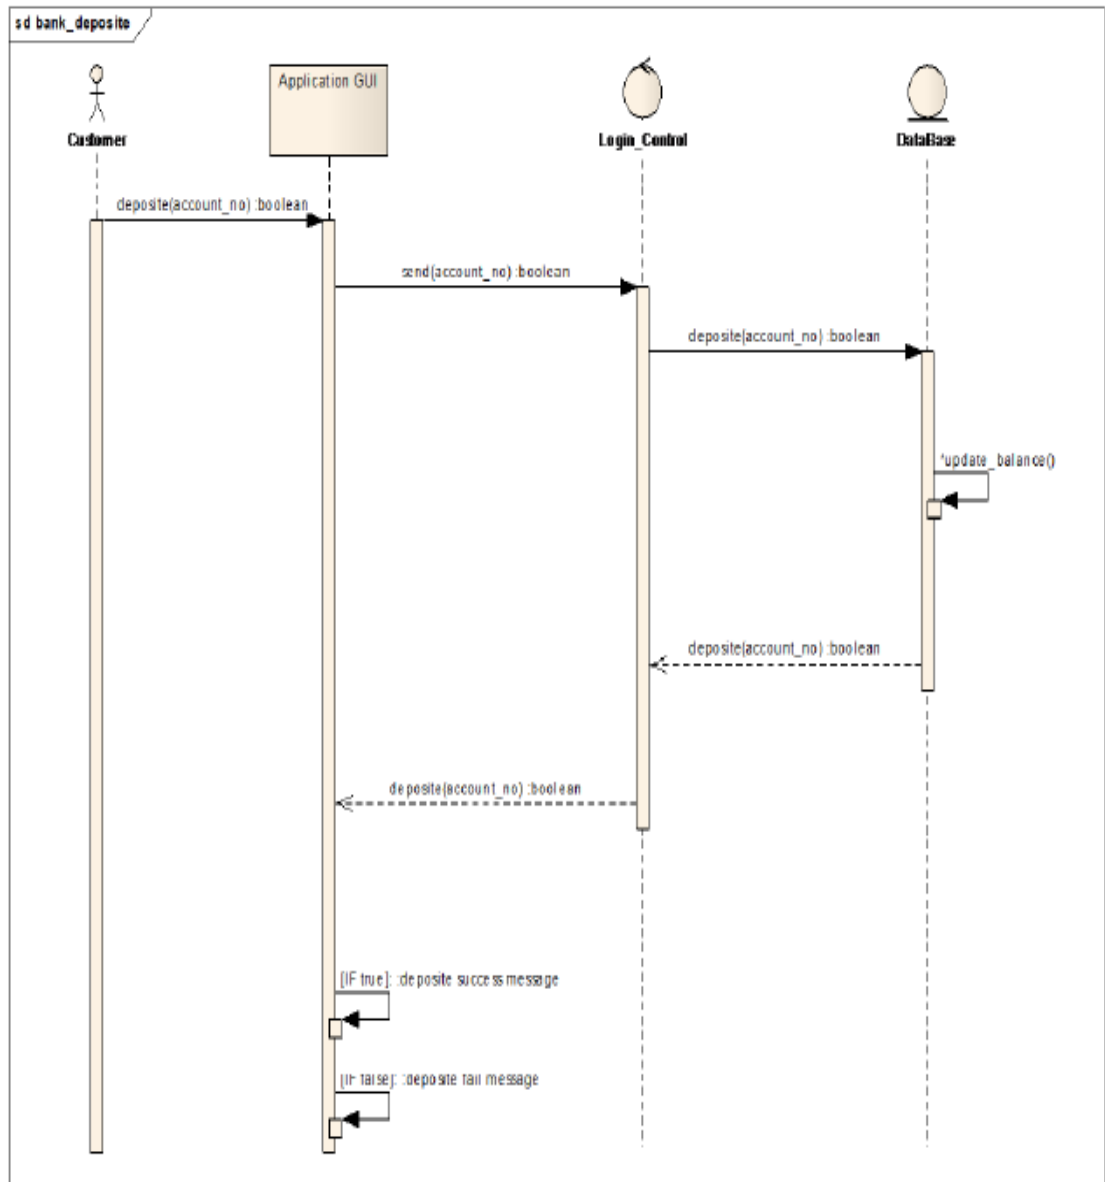 sd bank_deposite
Application GUI
Customer
Login_Control
DataBase
deposite(account_no) :boolean
send(account_no) :boolean
deposite(account_no) :boolean
*update_balance()
deposite(account_no) :boolean
deposite(account_no) :boolean
[IF true]: :deposite success message
[IF false]: :deposite fail message